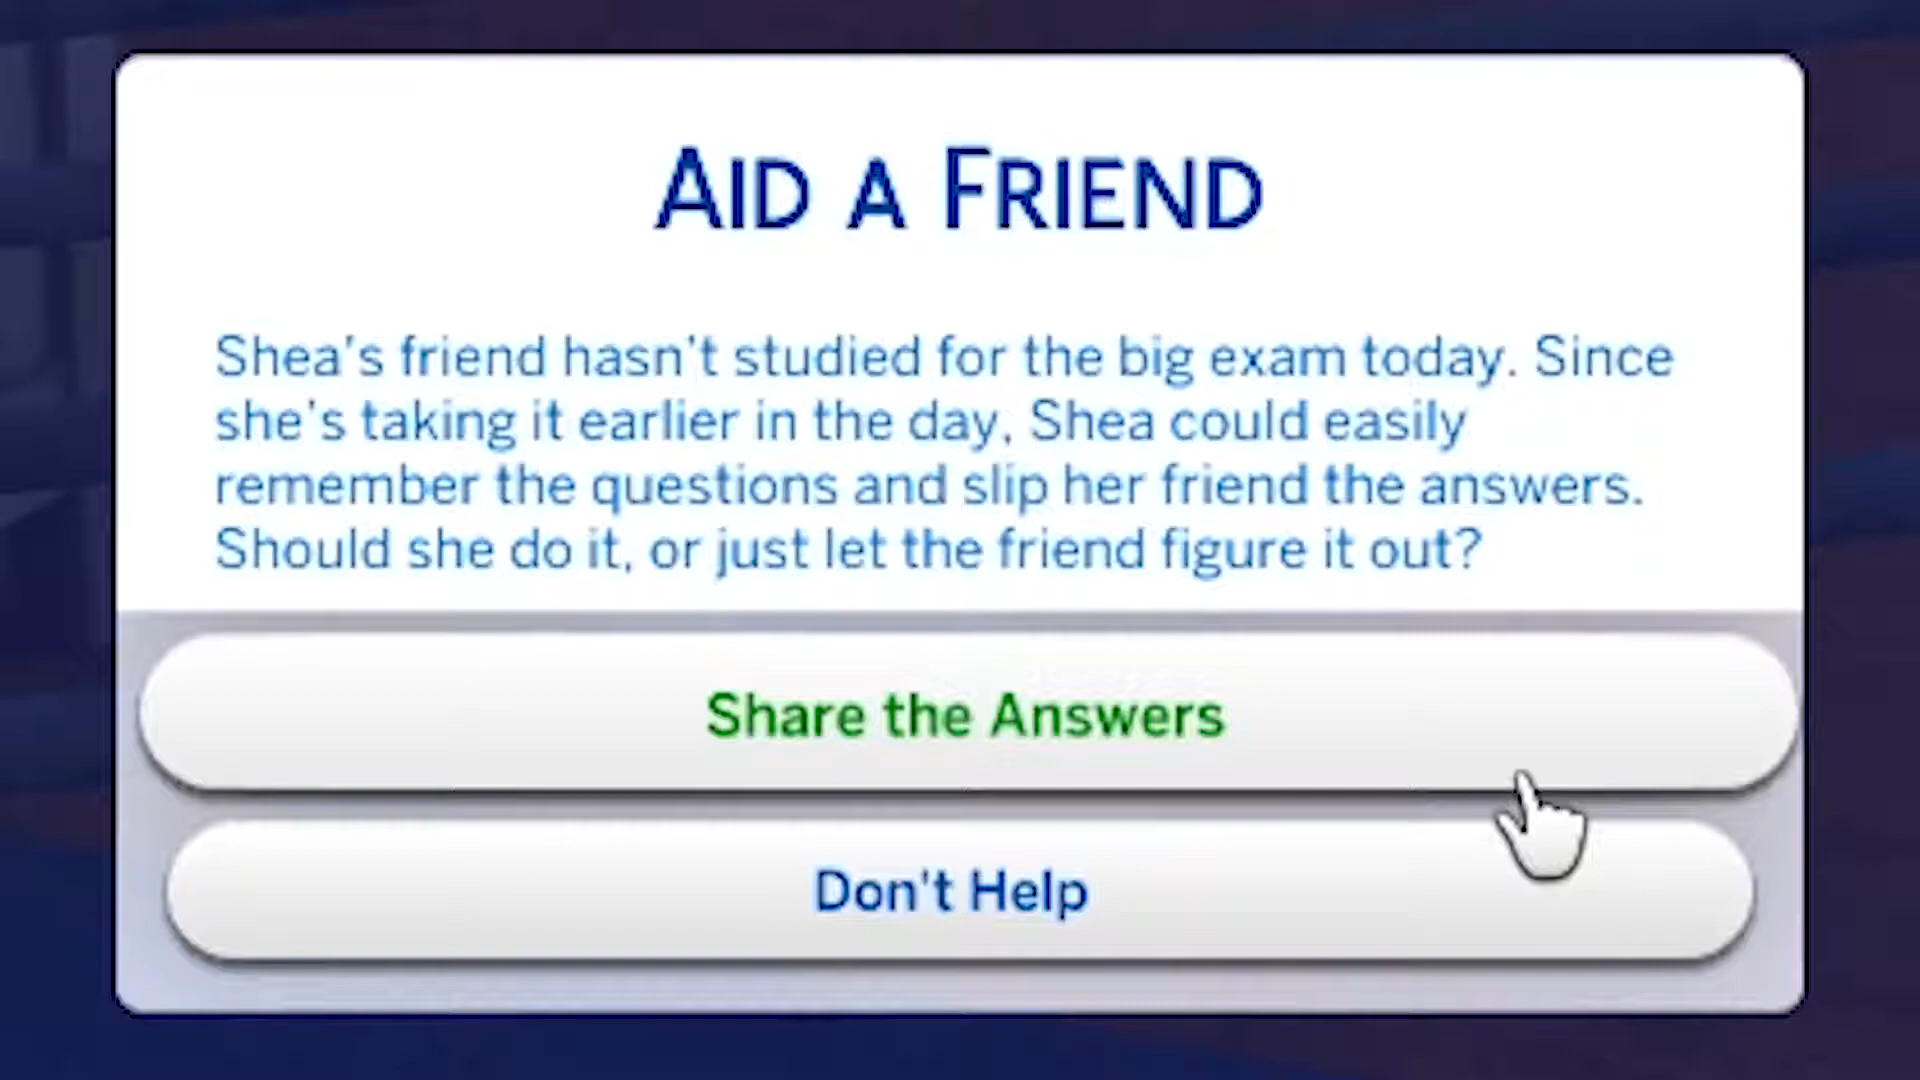 AID A FRIEND
Shea's friend hasn't studied for the big exam today. Since
she's taking it earlier in the day, Shea could easily
remember the questions and slip her friend the answers.
Should she do it, or just let the friend figure it out?
Share the Answers
Don't Help